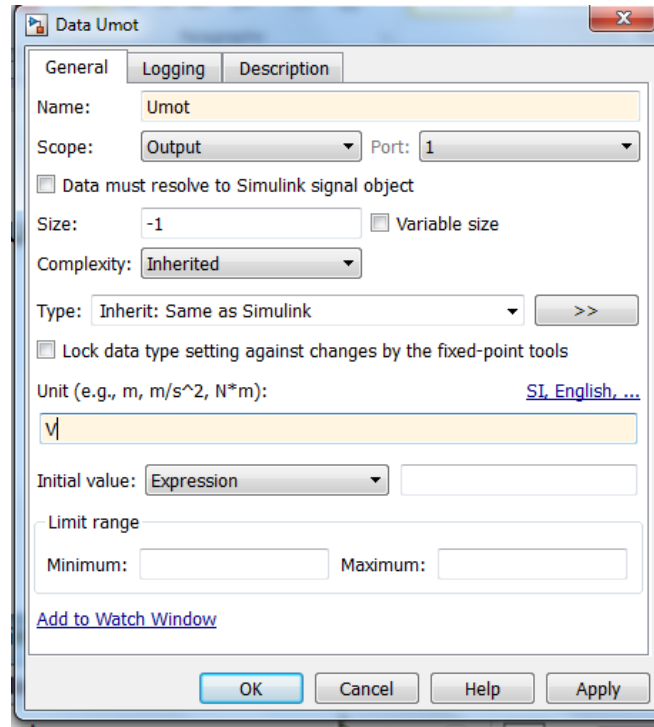 Data Umot
General Logging Description
Name: Umot
Scope: Output Port: 1
Data must resolve to Simulink signal object
Size: -1 Variable size
Complexity: Inherited
Type: Inherit: Same as Simulink >>
Lock data type setting against changes by the fixed-point tools
Unit (e.g., m, m/s^2, N*m): SI, English, ...
V
Initial value: Expression
Limit range
Minimum: Maximum:
Add to Watch Window
OK Cancel Help Apply